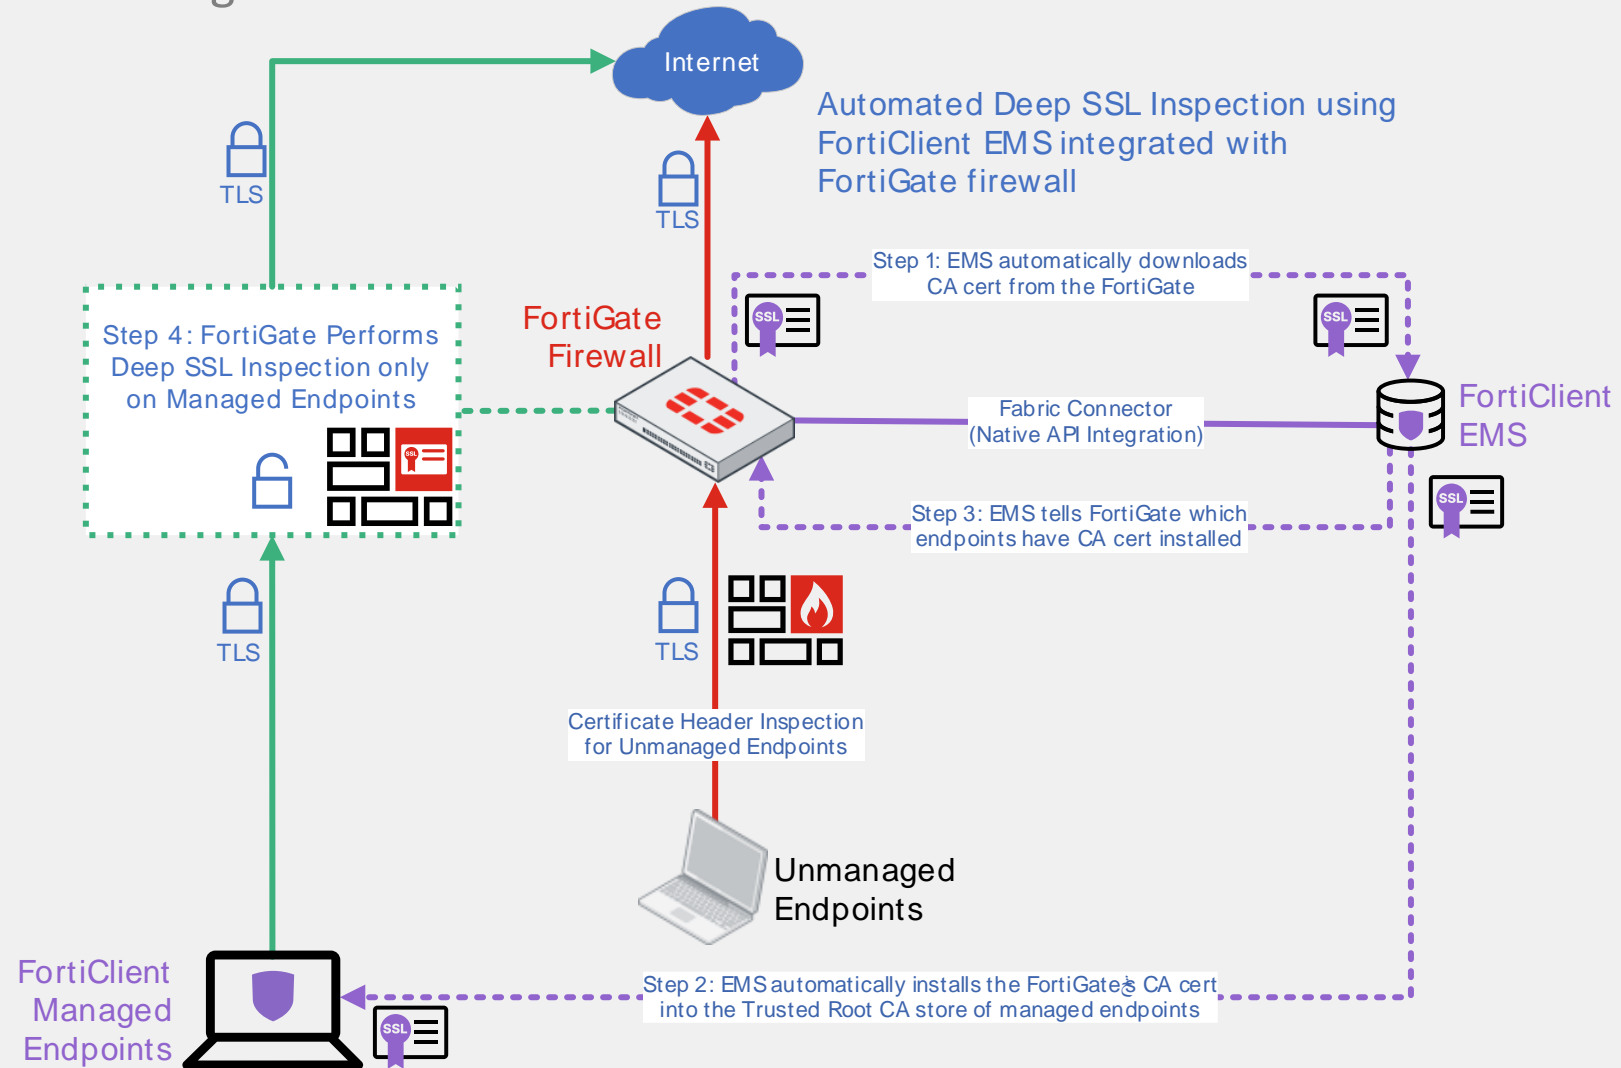 Internet
Automated Deep SSL Inspection using
FortiClient EMS integrated with
FortiGate firewall
TLS
TLS
Step 1: EMS automatically downloads
CA cert from the FortiGate
SSL
SSL
Step 4: FortiGate Performs
Deep SSL Inspection only
on Managed Endpoints
SSL
FortiGate
Firewall
Fabric Connector
(Native API Integration)
FortiClient
EMS
SSL
Step 3: EMS tells FortiGate which
endpoints have CA cert installed
TLS
TLS
Certificate Header Inspection
for Unmanaged Endpoints
Unmanaged
Endpoints
FortiClient
Managed
Endpoints
SSL
Step 2: EMS automatically installs the FortiGate's CA cert
into the Trusted Root CA store of managed endpoints